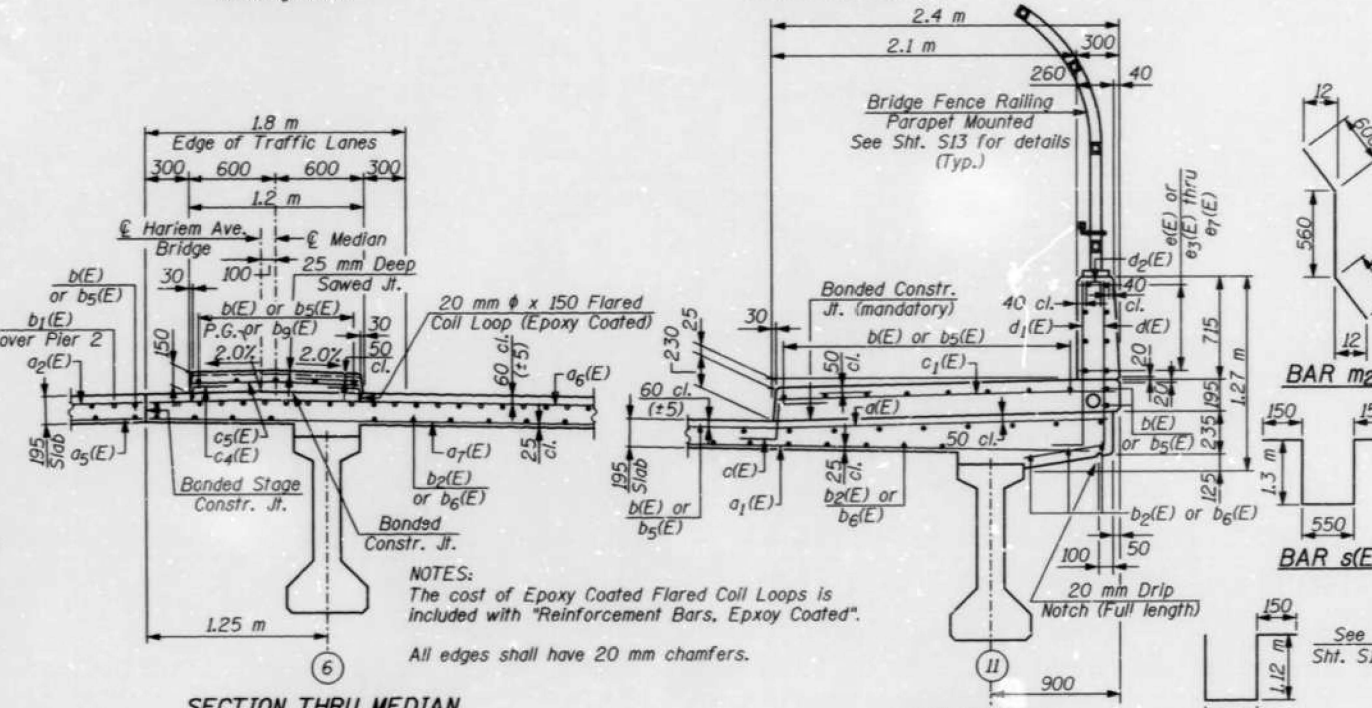 2.4 m
2.1 m
300
260
40
Bridge Fence Railing
Parapet Mounted
See Sht. S13 for details
(Typ.)
1.8 m
Edge of Traffic Lanes
300
600
600
300
1.2 m
℄ Harlem Ave.
Bridge
℄ Median
100
30
25 mm Deep
Sawed Jt.
b(E)
or b5(E)
b(E) or b5(E)
or b9(E)
P.G.
30
b1(E)
over Pier 2
a2(E)
150
2.0%
2.0%
50
cl.
20 mm ϕ x 150 Flared
Coil Loop (Epoxy Coated)
60 cl.
(±5)
a6(E)
195
Slab
a5(E)
c5(E)
c4(E)
a7(E)
25
cl.
b2(E)
or b6(E)
Bonded Stage
Constr. Jt.
Bonded
Constr. Jt.
1.25 m
6
SECTION THRU MEDIAN
NOTES:
The cost of Epoxy Coated Flared Coil Loops is
included with "Reinforcement Bars, Epxoy Coated".
All edges shall have 20 mm chamfers.
e(E) or
e3(E) thru
e7(E)
d2(E)
40
cl.
40 cl.
Bonded Constr.
Jt. (mandatory)
d1(E)
d(E)
30
25
230
b(E) or b5(E)
50
cl.
c1(E)
20
20
715
195
1.27 m
235
125
60 cl.
(±5)
a(E)
b(E)
or b5(E)
50 cl.
195
Slab
c(E)
25
cl.
b(E) or
b5(E)
a1(E)
b2(E) or
b6(E)
b2(E) or b6(E)
100
50
20 mm Drip
Notch (Full length)
11
900
12
560
12
150
1.3 m
550
BAR s(E
150
1.12 m
See